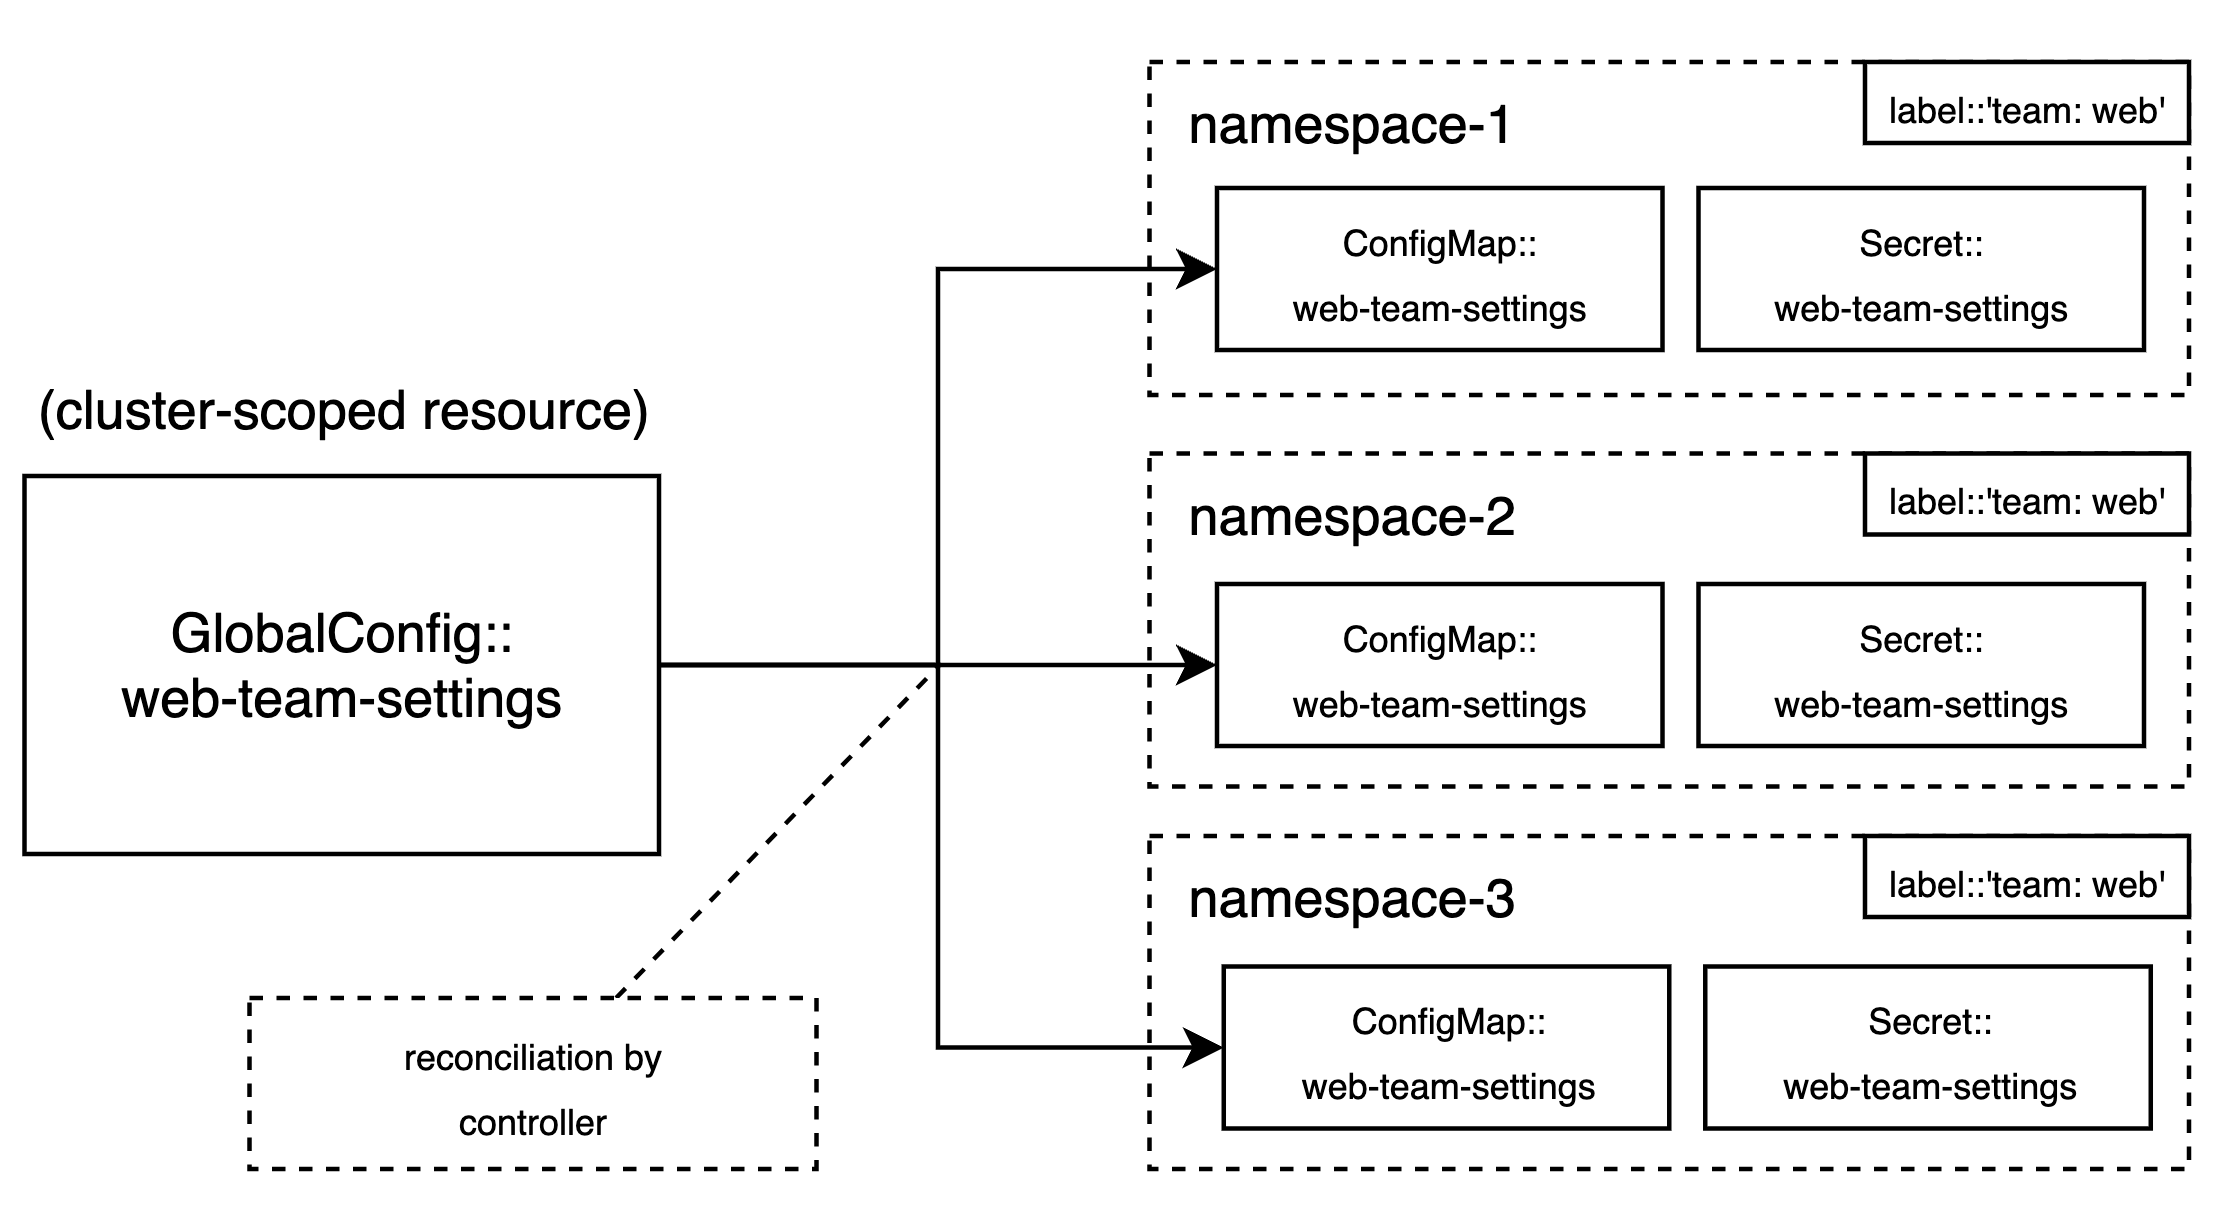 (cluster-scoped resource)
GlobalConfig::
web-team-settings
reconciliation by
controller
namespace-1
label::'team: web'
ConfigMap::
web-team-settings
Secret::
web-team-settings
namespace-2
label::'team: web'
ConfigMap::
web-team-settings
Secret::
web-team-settings
namespace-3
label::'team: web'
ConfigMap::
web-team-settings
Secret::
web-team-settings